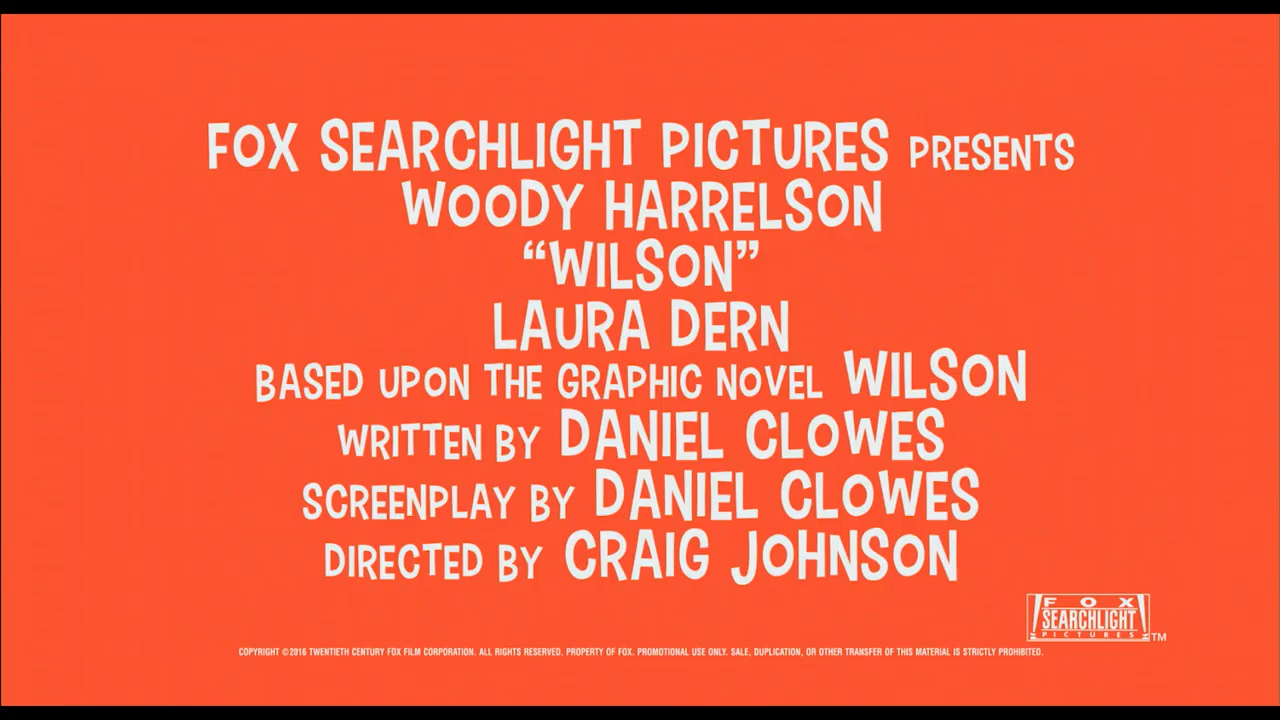 FOX SEARCHLIGHT PICTURES PRESENTS
WOODY HARRELSON
“WILSON”
LAURA DERN
BASED UPON THE GRAPHIC NOVEL WILSON
WRITTEN BY DANIEL CLOWES
SCREENPLAY BY DANIEL CLOWES
DIRECTED BY CRAIG JOHNSON
FOX
SEARCHLIGHT
PICTURES TM
COPYRIGHT ©2016 TWENTIETH CENTURY FOX FILM CORPORATION. ALL RIGHTS RESERVED. PROPERTY OF FOX. PROMOTIONAL USE ONLY. SALE, DUPLICATION, OR OTHER TRANSFER OF THIS MATERIAL IS STRICTLY PROHIBITED.